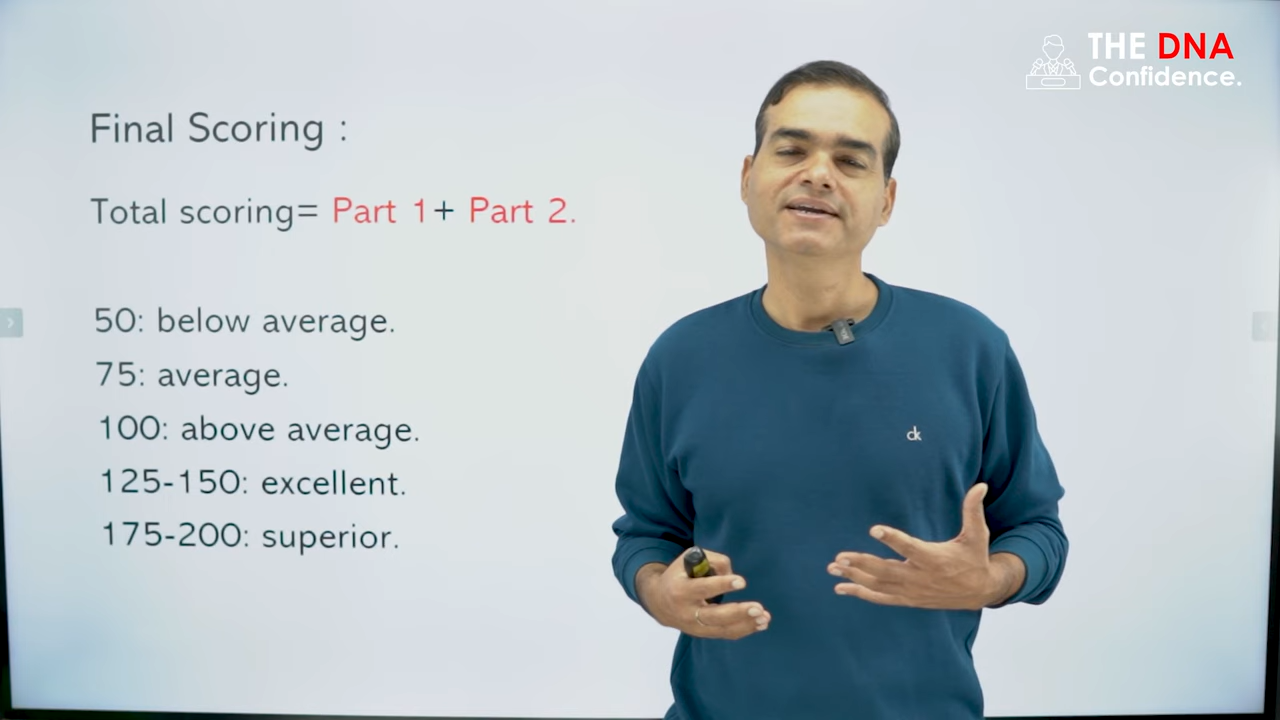 THE DNA
Confidence.
Final Scoring :
Total scoring= Part 1+ Part 2.
50: below average.
75: average.
100: above average.
125-150: excellent.
175-200: superior.
ck